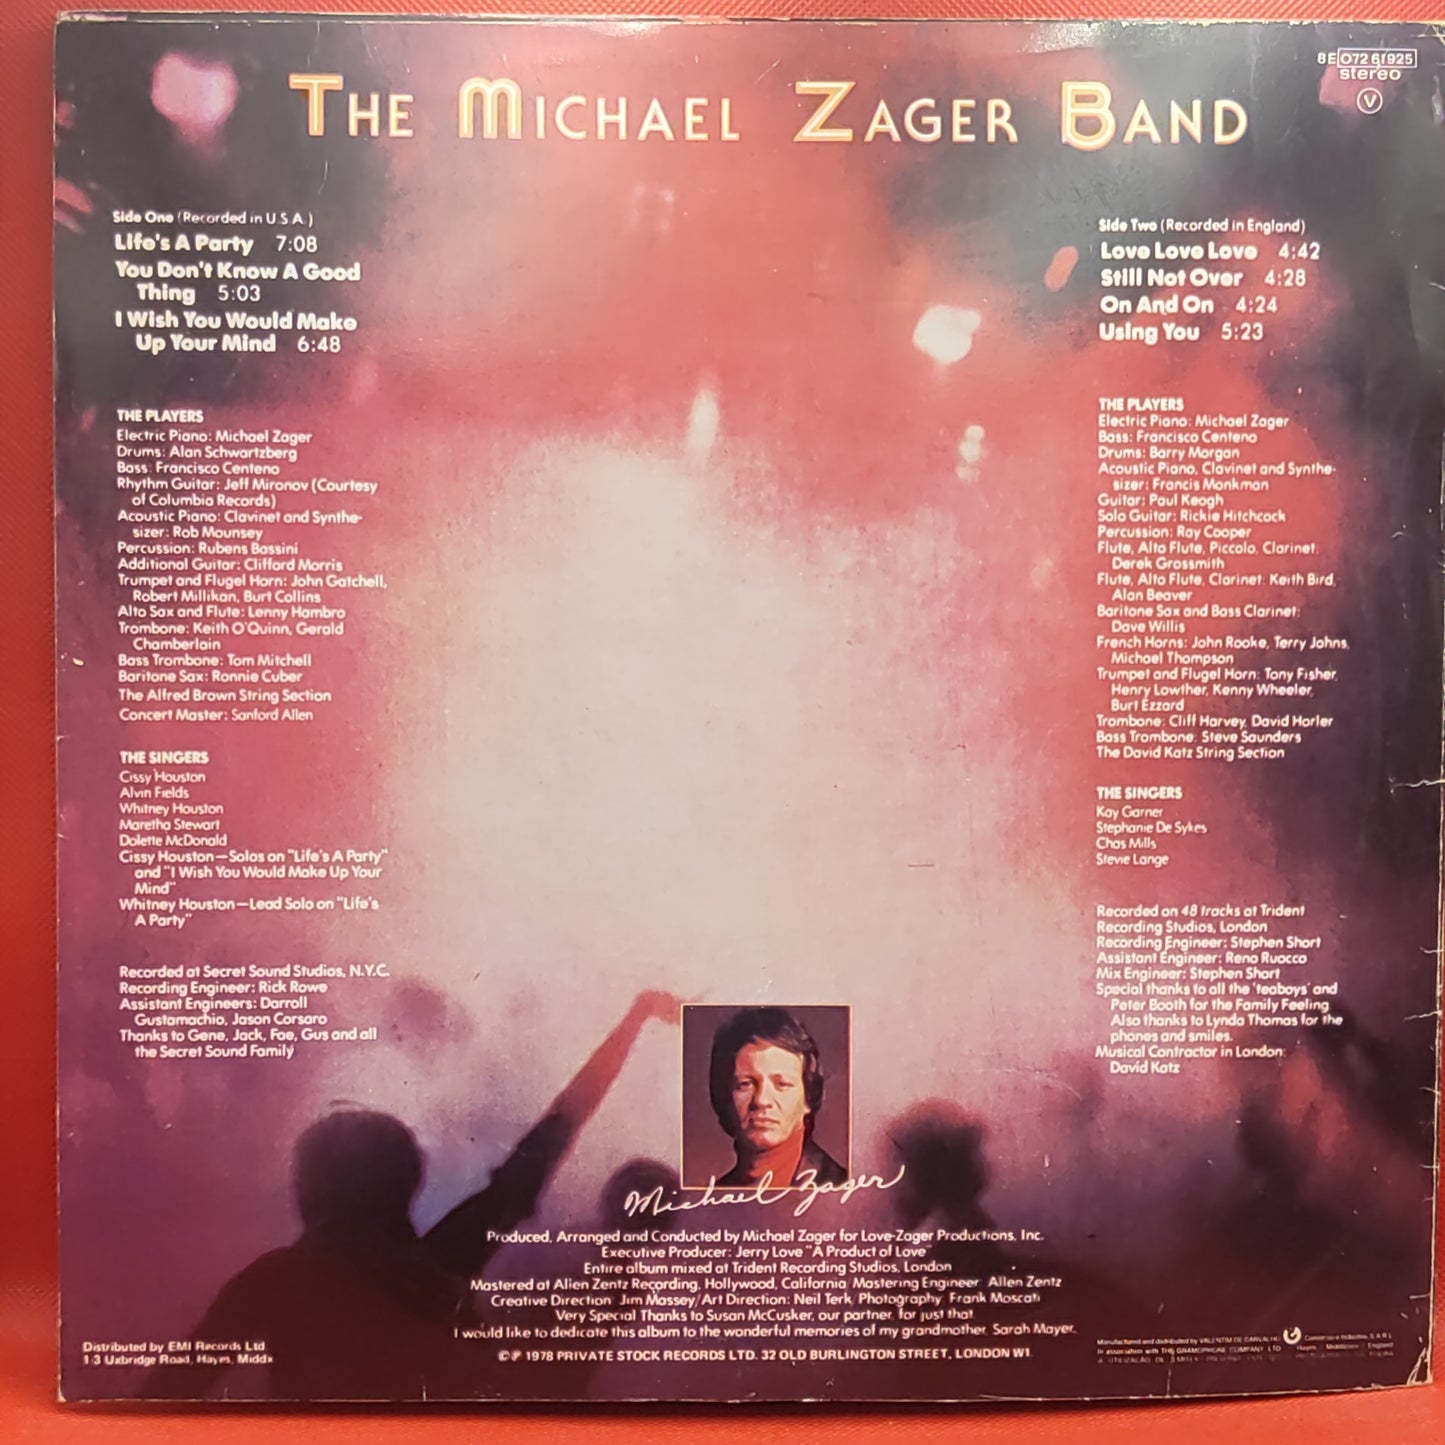 THE MICHAEL ZAGER BAND
8E 072 61925
stereo
V
Side One (Recorded in U.S.A.)
Life's A Party 7:08
You Don't Know A Good
Thing 5:03
I Wish You Would Make
Up Your Mind 6:48
THE PLAYERS
Electric Piano: Michael Zager
Drums: Alan Schwartzberg
Bass: Francisco Centeno
Rhythm Guitar: Jeff Mironov (Courtesy
of Columbia Records)
Acoustic Piano: Clavinet and Synthe-
sizer: Rob Mounsey
Percussion: Rubens Bassini
Additional Guitar: Clifford Morris
Trumpet and Flugel Horn: John Gatchell,
Robert Millikan, Burt Collins
Alto Sax and Flute: Lenny Hambro
Trombone: Keith O'Quinn, Gerald
Chamberlain
Bass Trombone: Tom Mitchell
Baritone Sax: Ronnie Cuber
The Alfred Brown String Section
Concert Master: Sanford Allen
THE SINGERS
Cissy Houston
Alvin Fields
Whitney Houston
Maretha Stewart
Dolette McDonald
Cissy Houston—Solos on "Life's A Party"
and "I Wish You Would Make Up Your
Mind"
Whitney Houston—Lead Solo on "Life's
A Party"
Recorded at Secret Sound Studios, N.Y.C.
Recording Engineer: Rick Rowe
Assistant Engineers: Darroll
Gustamachio, Jason Corsaro
Thanks to Gene, Jack, Fae, Gus and all
the Secret Sound Family
Side Two (Recorded in England)
Love Love Love 4:42
Still Not Over 4:28
On And On 4:24
Using You 5:23
THE PLAYERS
Electric Piano: Michael Zager
Bass: Francisco Centeno
Drums: Barry Morgan
Acoustic Piano, Clavinet and Synthe-
sizer: Francis Monkman
Guitar: Paul Keogh
Solo Guitar: Rickie Hitchcock
Percussion: Ray Cooper
Flute, Alto Flute, Piccolo, Clarinet:
Derek Grossmith
Flute, Alto Flute, Clarinet: Keith Bird,
Alan Beaver
Baritone Sax and Bass Clarinet:
Dave Willis
French Horns: John Rooke, Terry Johns,
Michael Thompson
Trumpet and Flugel Horn: Tony Fisher,
Henry Lowther, Kenny Wheeler,
Burt Ezzard
Trombone: Cliff Harvey, David Horler
Bass Trombone: Steve Saunders
The David Katz String Section
THE SINGERS
Kay Garner
Stephanie De Sykes
Chas Mills
Stevie Lange
Recorded on 48 tracks at Trident
Recording Studios, London
Recording Engineer: Stephen Short
Assistant Engineer: Reno Ruocco
Mix Engineer: Stephen Short
Special thanks to all the 'teaboys' and
Peter Booth for the Family Feeling
Also thanks to Lynda Thomas for the
phones and smiles.
Musical Contractor in London:
David Katz
Michael Zager
Produced, Arranged and Conducted by Michael Zager for Love-Zager Productions, Inc.
Executive Producer: Jerry Love "A Product of Love"
Entire album mixed at Trident Recording Studios, London
Mastered at Allen Zentz Recording, Hollywood, California Mastering Engineer: Allen Zentz
Creative Direction: Jim Massey/Art Direction: Neil Terk, Photography: Frank Moscati
Very Special Thanks to Susan McCusker, our partner, for just that.
I would like to dedicate this album to the wonderful memories of my grandmother, Sarah Mayer.
©℗ 1978 PRIVATE STOCK RECORDS LTD. 32 OLD BURLINGTON STREET, LONDON W1.
Distributed by EMI Records Ltd.
1-3 Uxbridge Road, Hayes, Middx
Manufactured and distributed by VALENTIM DE CARVALHO Comércio e Indústria, S.A.R.L.
In association with THE GRAMOPHONE COMPANY LTD Hayes Middlesex England
A UTILIZAÇÃO DE